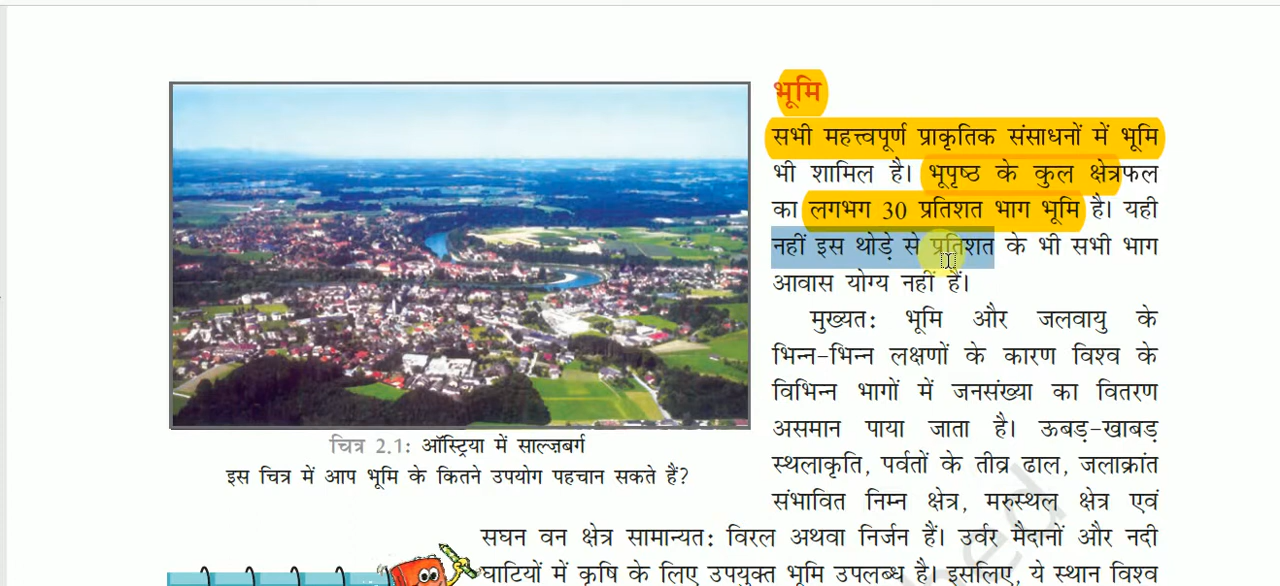 भूमि
सभी महत्त्वपूर्ण प्राकृतिक संसाधनों में भूमि
भी शामिल है। भूपृष्ठ के कुल क्षेत्रफल
का लगभग 30 प्रतिशत भाग भूमि है। यही
नहीं इस थोड़े से प्रतिशत के भी सभी भाग
आवास योग्य नहीं हैं।
मुख्यत: भूमि और जलवायु के
भिन्न-भिन्न लक्षणों के कारण विश्व के
विभिन्न भागों में जनसंख्या का वितरण
असमान पाया जाता है। ऊबड़-खाबड़
स्थलाकृति, पर्वतों के तीव्र ढाल, जलाक्रांत
संभावित निम्न क्षेत्र, मरुस्थल क्षेत्र एवं
सघन वन क्षेत्र सामान्यत: विरल अथवा निर्जन हैं। उर्वर मैदानों और नदी
घाटियों में कृषि के लिए उपयुक्त भूमि उपलब्ध है। इसलिए, ये स्थान विश्व
चित्र 2.1: ऑस्ट्रिया में साल्ज़बर्ग
इस चित्र में आप भूमि के कितने उपयोग पहचान सकते हैं?